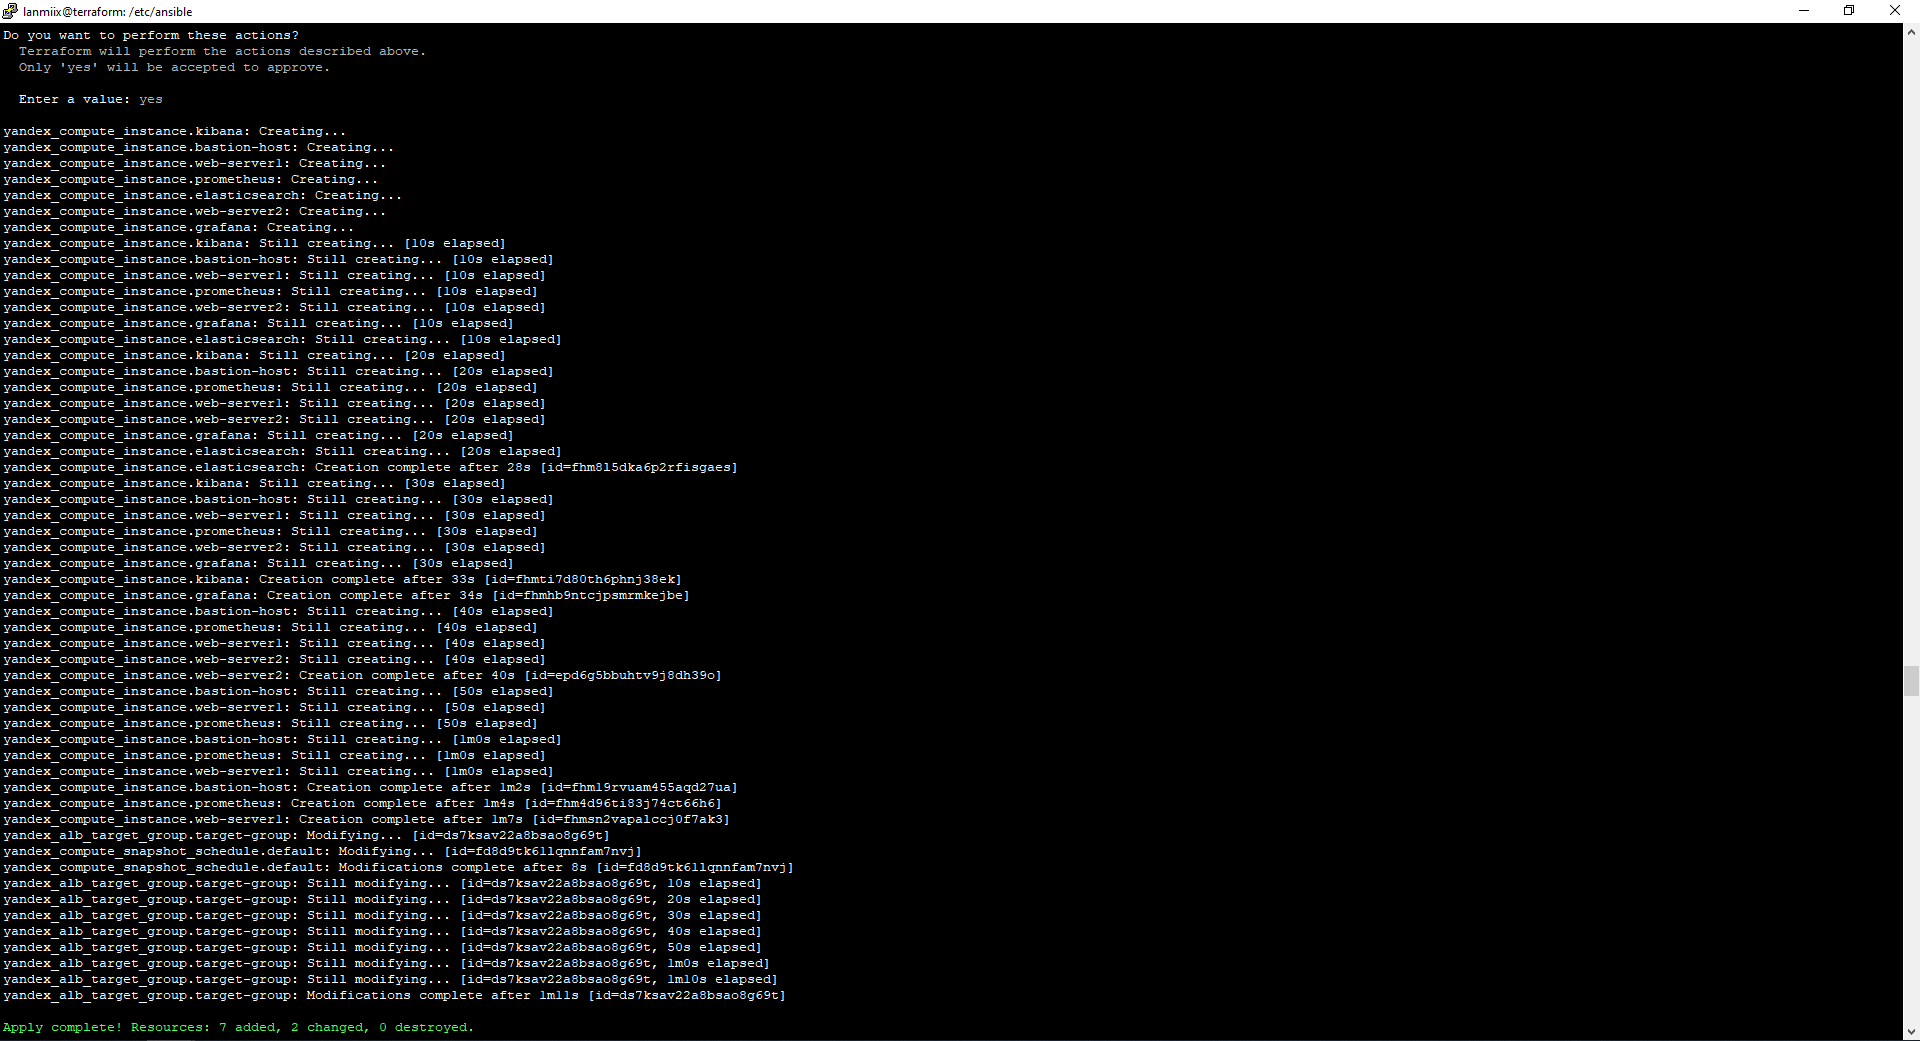 lanmiix@terraform: /etc/ansible
Do you want to perform these actions?
  Terraform will perform the actions described above.
  Only 'yes' will be accepted to approve.
  Enter a value: yes
yandex_compute_instance.kibana: Creating...
yandex_compute_instance.bastion-host: Creating...
yandex_compute_instance.web-server1: Creating...
yandex_compute_instance.prometheus: Creating...
yandex_compute_instance.elasticsearch: Creating...
yandex_compute_instance.web-server2: Creating...
yandex_compute_instance.grafana: Creating...
yandex_compute_instance.kibana: Still creating... [10s elapsed]
yandex_compute_instance.bastion-host: Still creating... [10s elapsed]
yandex_compute_instance.web-server1: Still creating... [10s elapsed]
yandex_compute_instance.prometheus: Still creating... [10s elapsed]
yandex_compute_instance.web-server2: Still creating... [10s elapsed]
yandex_compute_instance.grafana: Still creating... [10s elapsed]
yandex_compute_instance.elasticsearch: Still creating... [10s elapsed]
yandex_compute_instance.kibana: Still creating... [20s elapsed]
yandex_compute_instance.bastion-host: Still creating... [20s elapsed]
yandex_compute_instance.prometheus: Still creating... [20s elapsed]
yandex_compute_instance.web-server1: Still creating... [20s elapsed]
yandex_compute_instance.web-server2: Still creating... [20s elapsed]
yandex_compute_instance.grafana: Still creating... [20s elapsed]
yandex_compute_instance.elasticsearch: Still creating... [20s elapsed]
yandex_compute_instance.elasticsearch: Creation complete after 28s [id=fhm8l5dka6p2rfisgaes]
yandex_compute_instance.kibana: Still creating... [30s elapsed]
yandex_compute_instance.bastion-host: Still creating... [30s elapsed]
yandex_compute_instance.web-server1: Still creating... [30s elapsed]
yandex_compute_instance.prometheus: Still creating... [30s elapsed]
yandex_compute_instance.web-server2: Still creating... [30s elapsed]
yandex_compute_instance.grafana: Still creating... [30s elapsed]
yandex_compute_instance.kibana: Creation complete after 33s [id=fhmti7d80th6phnj38ek]
yandex_compute_instance.grafana: Creation complete after 34s [id=fhmhb9ntcjpsmrmkejbe]
yandex_compute_instance.bastion-host: Still creating... [40s elapsed]
yandex_compute_instance.prometheus: Still creating... [40s elapsed]
yandex_compute_instance.web-server1: Still creating... [40s elapsed]
yandex_compute_instance.web-server2: Still creating... [40s elapsed]
yandex_compute_instance.web-server2: Creation complete after 40s [id=epd6g5bbuhtv9j8dh39o]
yandex_compute_instance.bastion-host: Still creating... [50s elapsed]
yandex_compute_instance.web-server1: Still creating... [50s elapsed]
yandex_compute_instance.prometheus: Still creating... [50s elapsed]
yandex_compute_instance.bastion-host: Still creating... [1m0s elapsed]
yandex_compute_instance.prometheus: Still creating... [1m0s elapsed]
yandex_compute_instance.web-server1: Still creating... [1m0s elapsed]
yandex_compute_instance.bastion-host: Creation complete after 1m2s [id=fhml9rvuam455aqd27ua]
yandex_compute_instance.prometheus: Creation complete after 1m4s [id=fhm4d96ti83j74ct66h6]
yandex_compute_instance.web-server1: Creation complete after 1m7s [id=fhmsn2vapalccj0f7ak3]
yandex_alb_target_group.target-group: Modifying... [id=ds7ksav22a8bsao8g69t]
yandex_compute_snapshot_schedule.default: Modifying... [id=fd8d9tk6llqnnfam7nvj]
yandex_compute_snapshot_schedule.default: Modifications complete after 8s [id=fd8d9tk6llqnnfam7nvj]
yandex_alb_target_group.target-group: Still modifying... [id=ds7ksav22a8bsao8g69t, 10s elapsed]
yandex_alb_target_group.target-group: Still modifying... [id=ds7ksav22a8bsao8g69t, 20s elapsed]
yandex_alb_target_group.target-group: Still modifying... [id=ds7ksav22a8bsao8g69t, 30s elapsed]
yandex_alb_target_group.target-group: Still modifying... [id=ds7ksav22a8bsao8g69t, 40s elapsed]
yandex_alb_target_group.target-group: Still modifying... [id=ds7ksav22a8bsao8g69t, 50s elapsed]
yandex_alb_target_group.target-group: Still modifying... [id=ds7ksav22a8bsao8g69t, 1m0s elapsed]
yandex_alb_target_group.target-group: Still modifying... [id=ds7ksav22a8bsao8g69t, 1m10s elapsed]
yandex_alb_target_group.target-group: Modifications complete after 1m11s [id=ds7ksav22a8bsao8g69t]
Apply complete! Resources: 7 added, 2 changed, 0 destroyed.